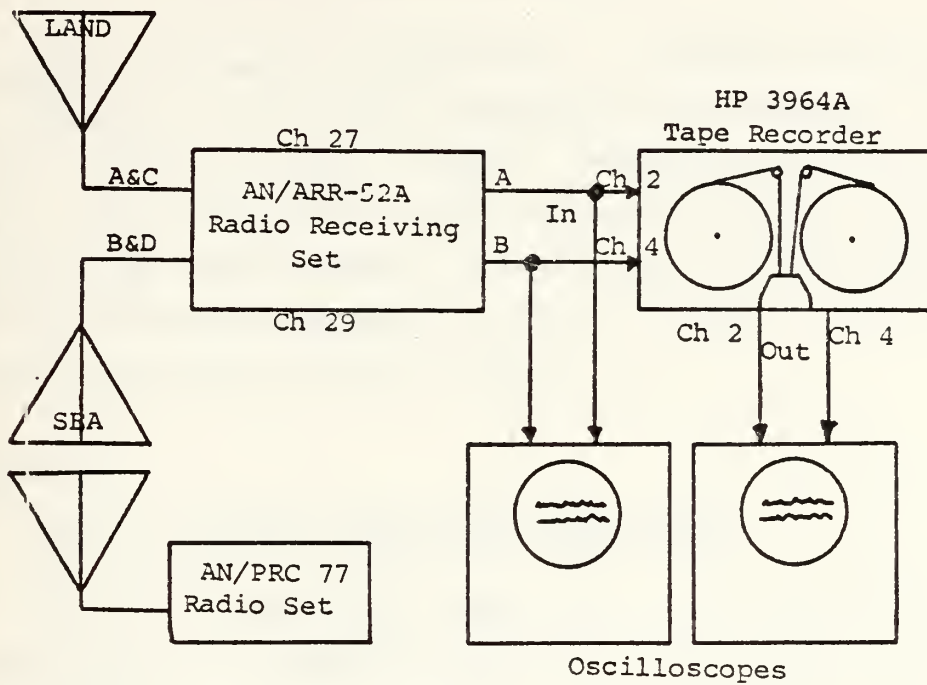 LAND
HP 3964A
Tape Recorder
Ch 27
A&C
AN/ARR-52A
Radio Receiving
Set
A
Ch 2
In
B&D
B
Ch 4
Ch 29
Ch 2
Out
Ch 4
SEA
AN/PRC 77
Radio Set
Oscilloscopes